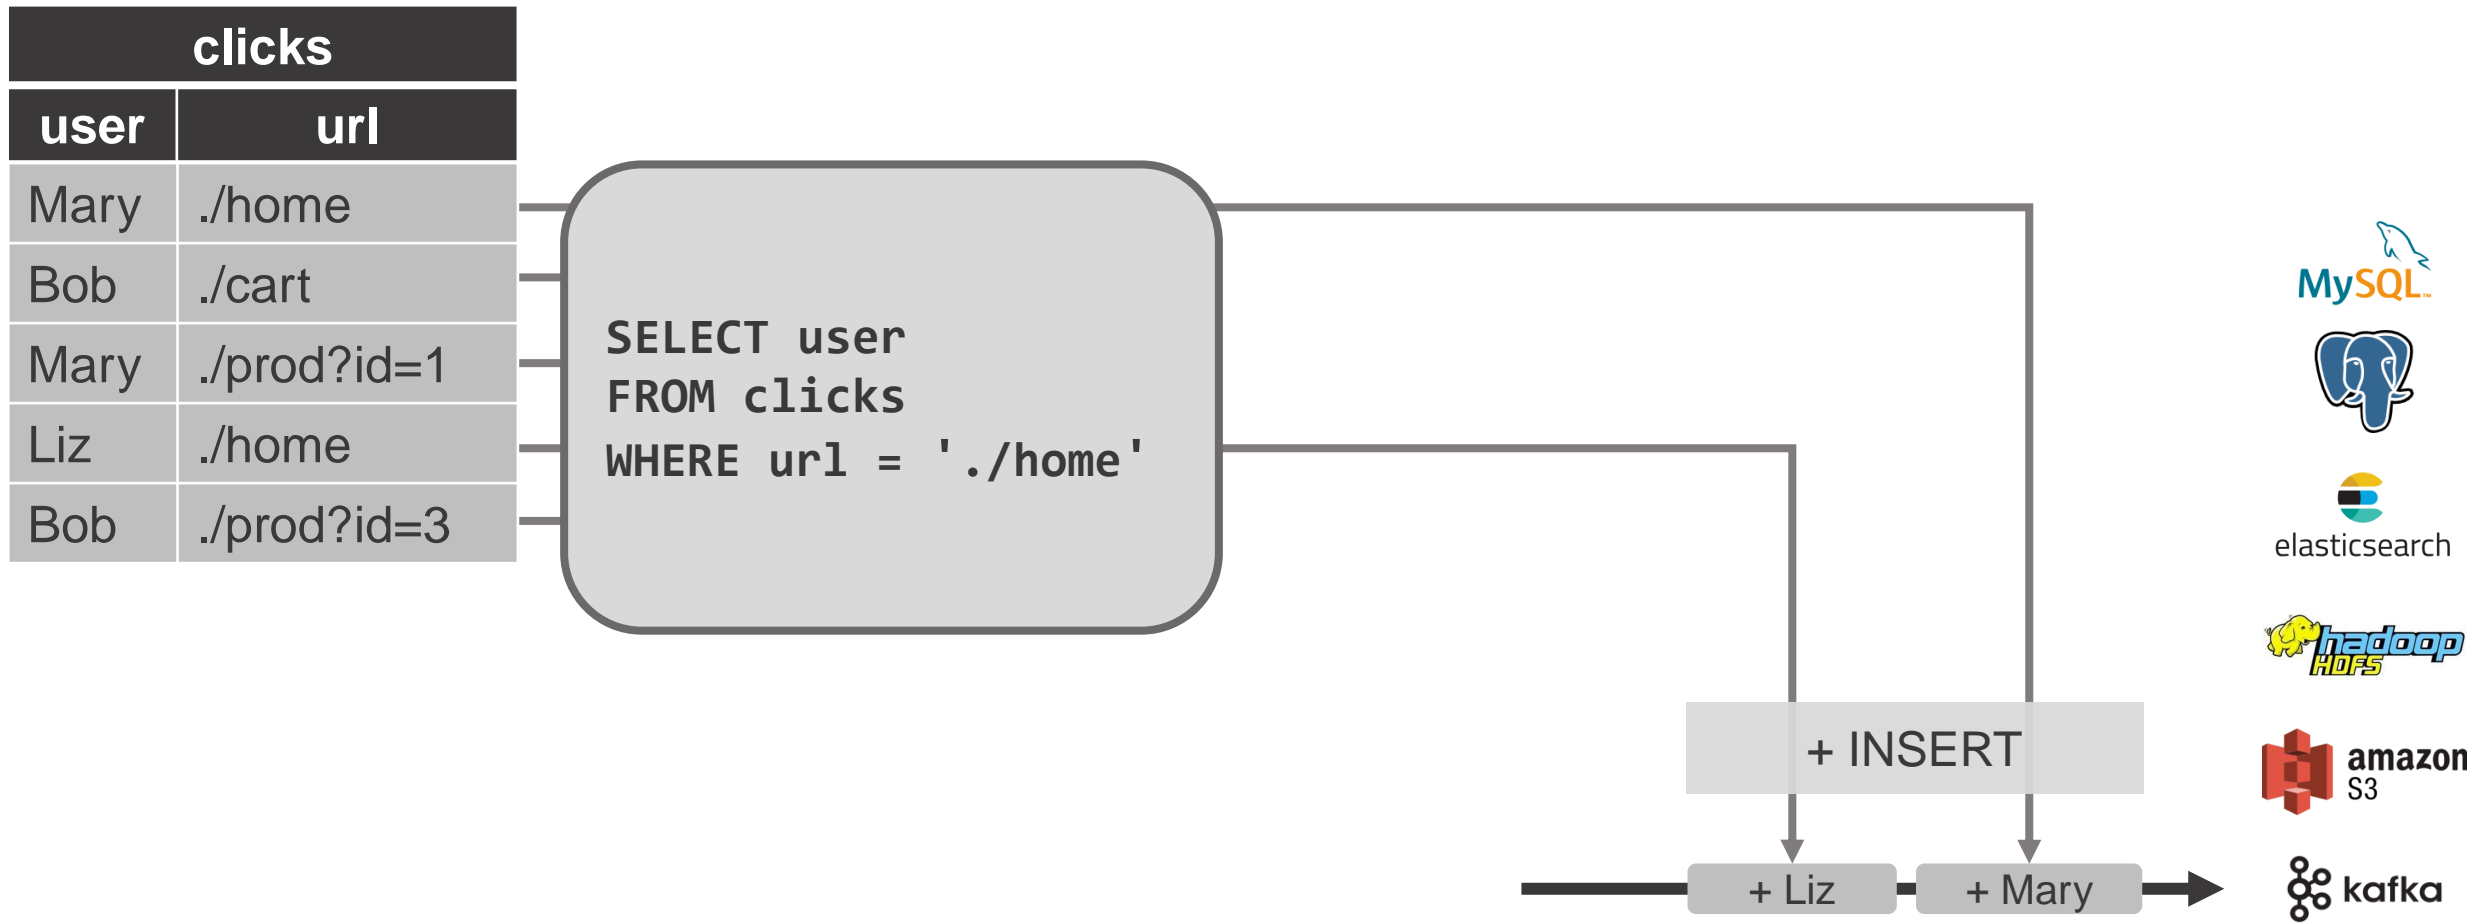 clicks
user url
Mary ./home
Bob ./cart
Mary ./prod?id=1
Liz ./home
Bob ./prod?id=3
SELECT user
FROM clicks
WHERE url = './home'
+ INSERT
+ Liz + Mary
MySQL™
elasticsearch
hadoop
HDFS
amazon
S3
kafka